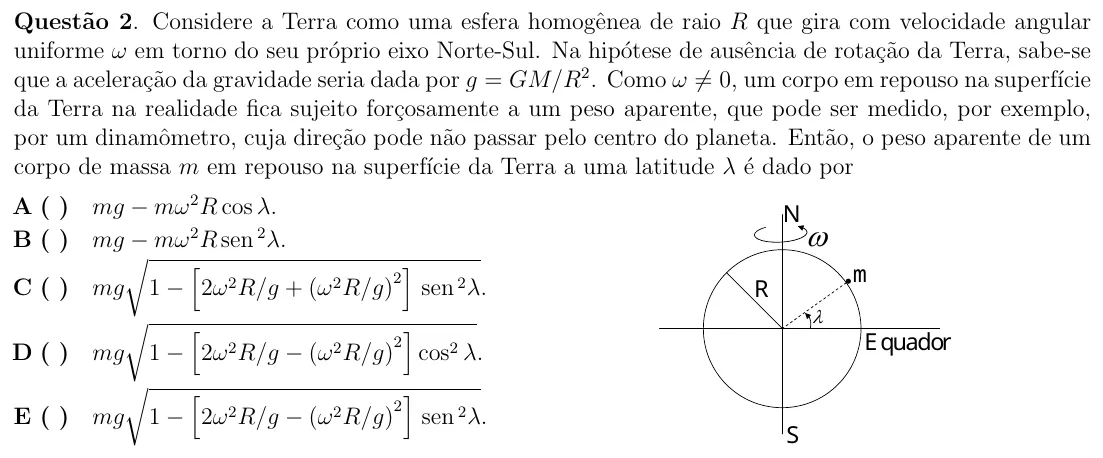 Questão 2. Considere a Terra como uma esfera homogênea de raio R que gira com velocidade angular
uniforme ω em torno do seu próprio eixo Norte-Sul. Na hipótese de ausência de rotação da Terra, sabe-se
que a aceleração da gravidade seria dada por g = GM/R². Como ω ≠ 0, um corpo em repouso na superfície
da Terra na realidade fica sujeito forçosamente a um peso aparente, que pode ser medido, por exemplo,
por um dinamômetro, cuja direção pode não passar pelo centro do planeta. Então, o peso aparente de um
corpo de massa m em repouso na superfície da Terra a uma latitude λ é dado por
A ( ) mg − mω²R cos λ.
B ( ) mg − mω²R sen²λ.
C ( ) mg√(1 − [2ω²R/g + (ω²R/g)²] sen²λ).
D ( ) mg√(1 − [2ω²R/g − (ω²R/g)²] cos² λ).
E ( ) mg√(1 − [2ω²R/g − (ω²R/g)²] sen²λ).
N
ω
m
R
λ
Equador
S